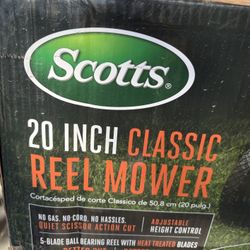 Scotts®
20 INCH CLASSIC
REEL MOWER
Cortacésped de corte Classico de 50,8 cm (20 pulg.)
NO GAS. NO CORD. NO HASSLES.
QUIET SCISSOR ACTION CUT
ADJUSTABLE
HEIGHT CONTROL
5-BLADE BALL BEARING REEL WITH HEAT TREATED BLADES